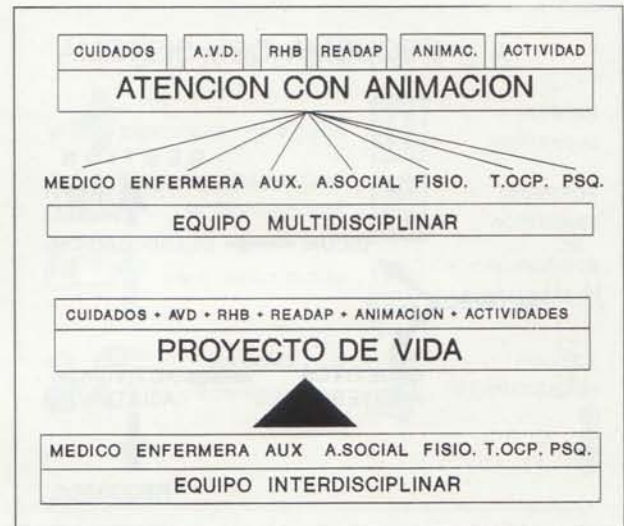 CUIDADOS A.V.D. RHB READAP ANIMAC. ACTIVIDAD
ATENCION CON ANIMACION
MEDICO ENFERMERA AUX. A.SOCIAL FISIO. T.OCP. PSQ.
EQUIPO MULTIDISCIPLINAR
CUIDADOS + AVD + RHB + READAP + ANIMACION + ACTIVIDADES
PROYECTO DE VIDA
MEDICO ENFERMERA AUX A.SOCIAL FISIO. T.OCP. PSQ.
EQUIPO INTERDISCIPLINAR